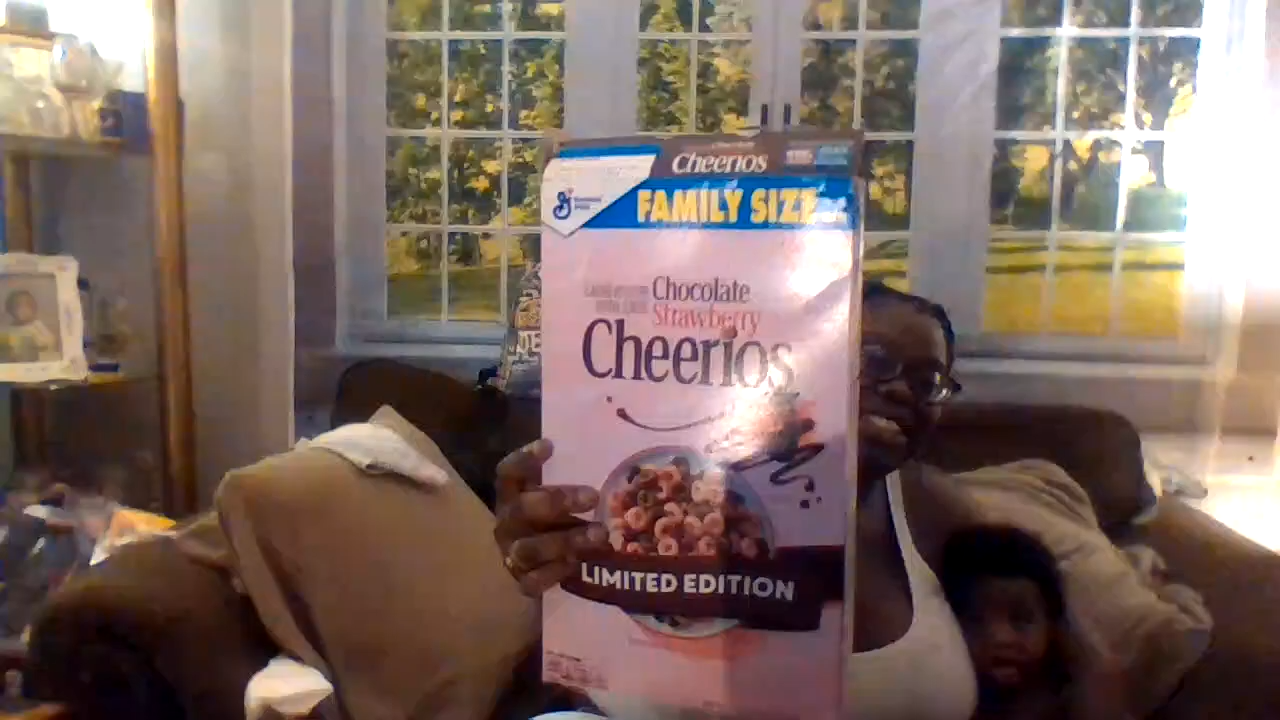 Cheerios
FAMILY SIZE
Chocolate
Strawberry
Cheerios
LIMITED EDITION